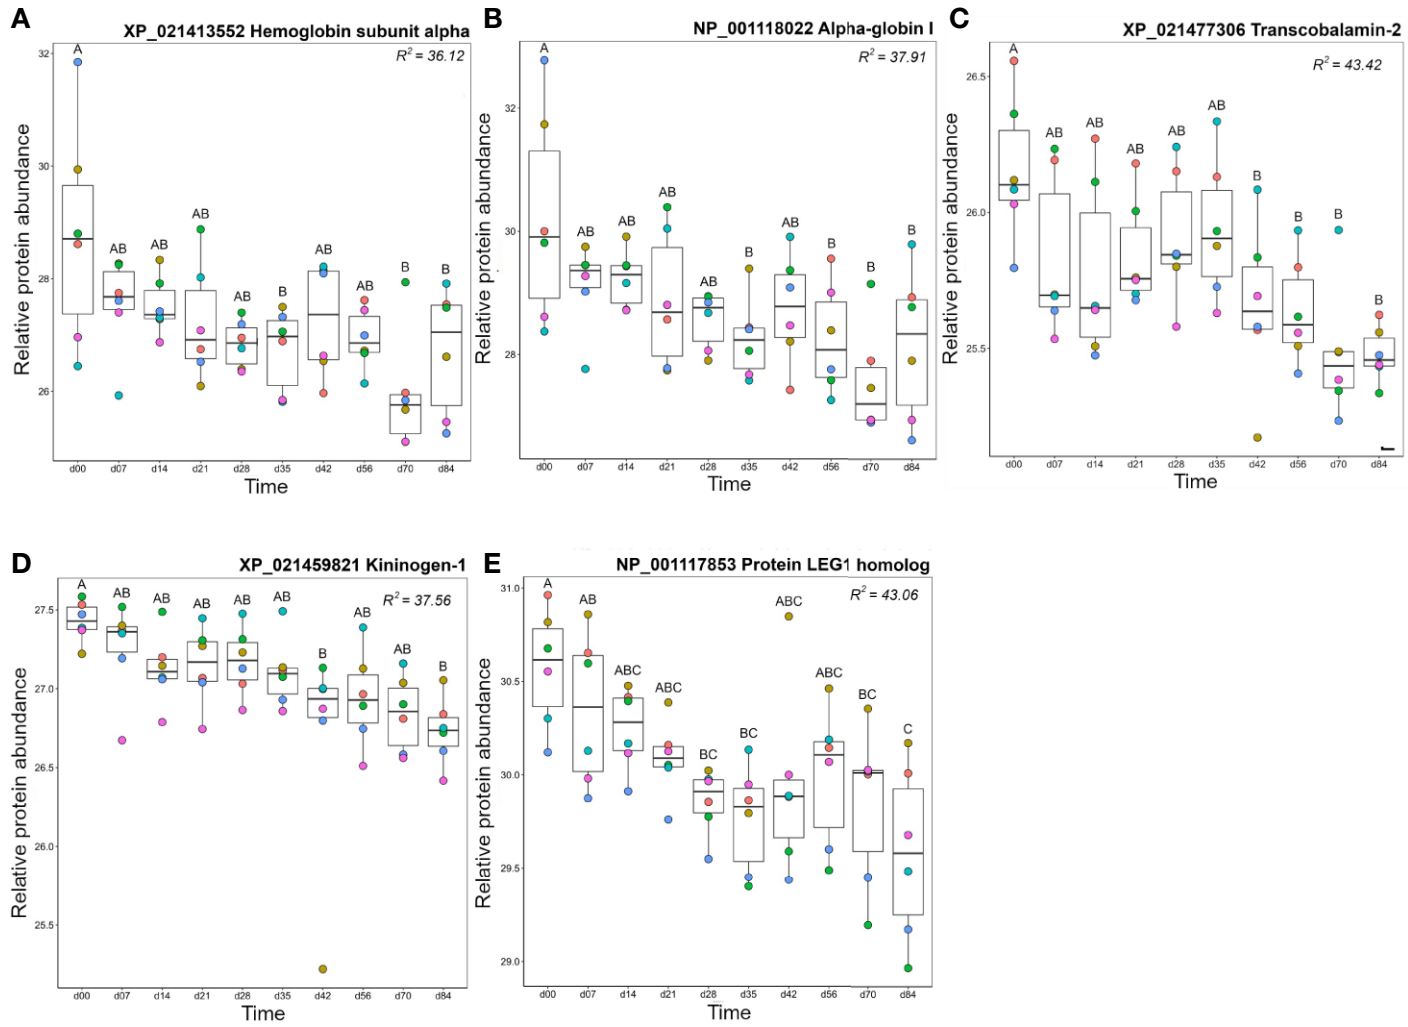 A
XP_021413552 Hemoglobin subunit alpha
R² = 36.12
Relative protein abundance
32
30
28
26
A AB AB AB AB B AB AB B B
d00 d07 d14 d21 d28 d35 d42 d56 d70 d84
Time
B
NP_001118022 Alpha-globin I
R² = 37.91
Relative protein abundance
32
30
28
A AB AB AB AB B AB B B B
d00 d07 d14 d21 d28 d35 d42 d56 d70 d84
Time
C
XP_021477306 Transcobalamin-2
R² = 43.42
Relative protein abundance
26.5
26.0
25.5
A AB AB AB AB AB B B B B
d00 d07 d14 d21 d28 d35 d42 d56 d70 d84
Time
D
XP_021459821 Kininogen-1
R² = 37.56
Relative protein abundance
27.5
27.0
26.5
26.0
25.5
A AB AB AB AB AB B AB AB B
d00 d07 d14 d21 d28 d35 d42 d56 d70 d84
Time
E
NP_001117853 Protein LEG1 homolog
R² = 43.06
Relative protein abundance
31.0
30.5
30.0
29.5
29.0
A AB ABC ABC BC BC ABC ABC BC C
d00 d07 d14 d21 d28 d35 d42 d56 d70 d84
Time